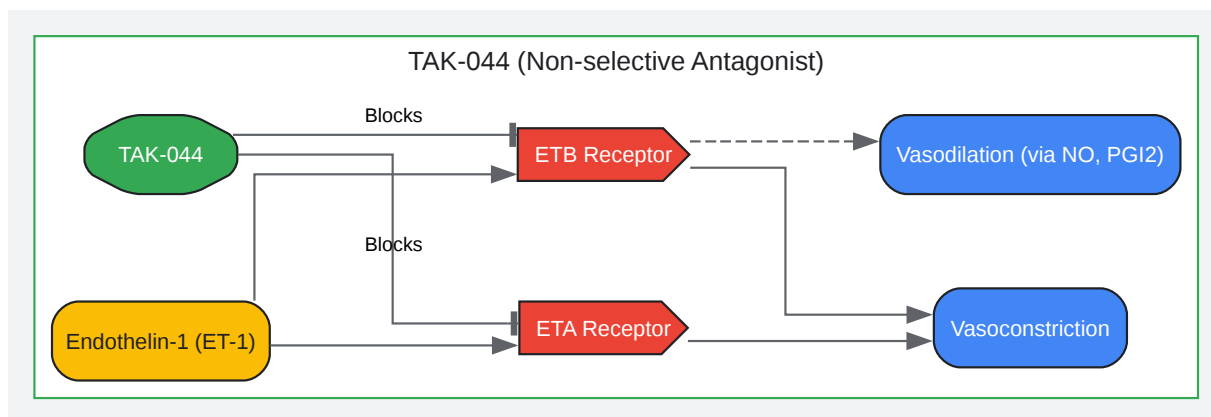 TAK-044 (Non-selective Antagonist)
Blocks
TAK-044
ETB Receptor
Vasodilation (via NO, PGI2)
Blocks
Endothelin-1 (ET-1)
ETA Receptor
Vasoconstriction